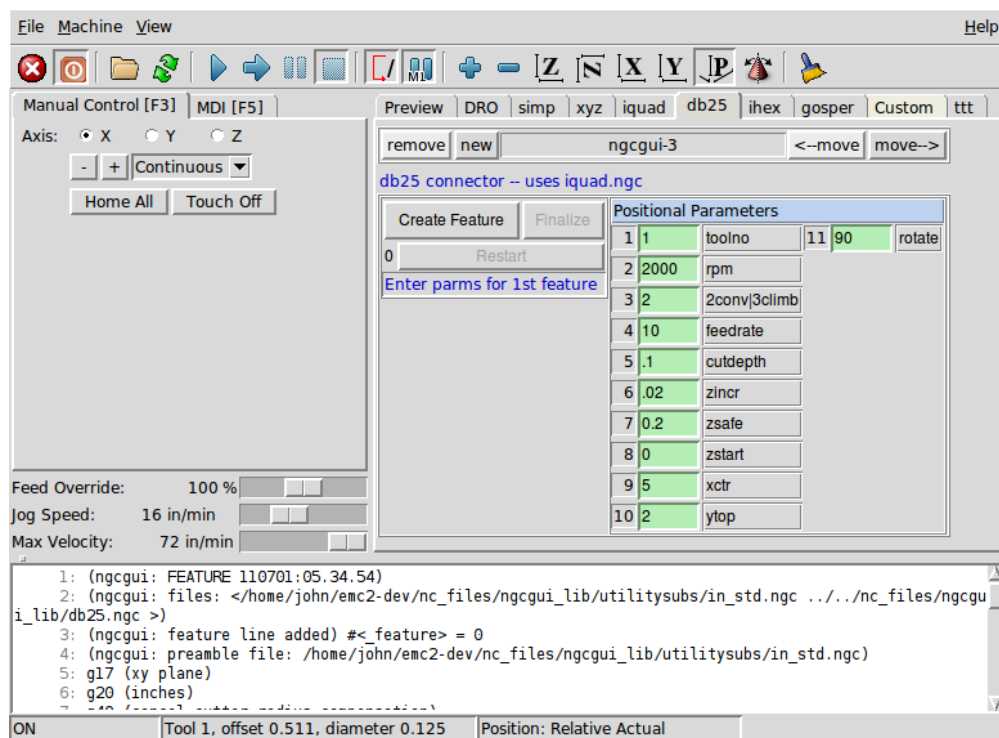 File Machine View Help
M1 Z N X Y P
Manual Control [F3] MDI [F5]
Preview DRO simp xyz iquad db25 ihex gosper Custom ttt
Axis: X Y Z
- + Continuous
Home All Touch Off
remove new ngcgui-3 <--move move-->
db25 connector -- uses iquad.ngc
Create Feature Finalize
0 Restart
Enter parms for 1st feature
Positional Parameters
1 1 toolno 11 90 rotate
2 2000 rpm
3 2 2conv|3climb
4 10 feedrate
5 .1 cutdepth
6 .02 zincr
7 0.2 zsafe
8 0 zstart
9 5 xctr
10 2 ytop
Feed Override: 100 %
Jog Speed: 16 in/min
Max Velocity: 72 in/min
1: (ngcgui: FEATURE 110701:05.34.54)
2: (ngcgui: files: </home/john/emc2-dev/nc_files/ngcgui_lib/utilitysubs/in_std.ngc ../../nc_files/ngcgu
i_lib/db25.ngc >)
3: (ngcgui: feature line added) #<_feature> = 0
4: (ngcgui: preamble file: /home/john/emc2-dev/nc_files/ngcgui_lib/utilitysubs/in_std.ngc)
5: g17 (xy plane)
6: g20 (inches)
ON Tool 1, offset 0.511, diameter 0.125 Position: Relative Actual